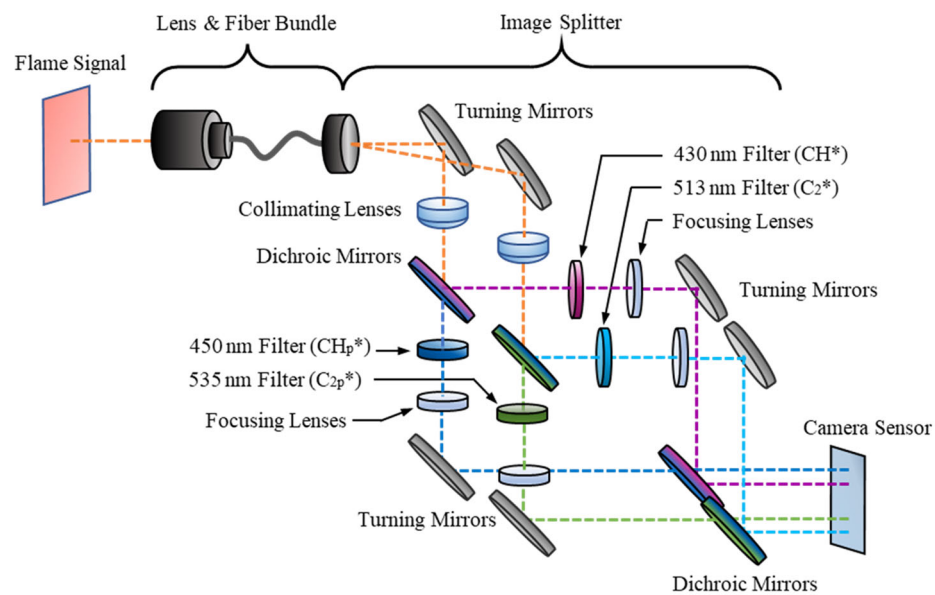 Lens & Fiber Bundle
Image Splitter
Flame Signal
Turning Mirrors
430 nm Filter (CH*)
513 nm Filter (C2*)
Collimating Lenses
Focusing Lenses
Dichroic Mirrors
Turning Mirrors
450 nm Filter (CHp*)
535 nm Filter (C2p*)
Focusing Lenses
Camera Sensor
Turning Mirrors
Dichroic Mirrors